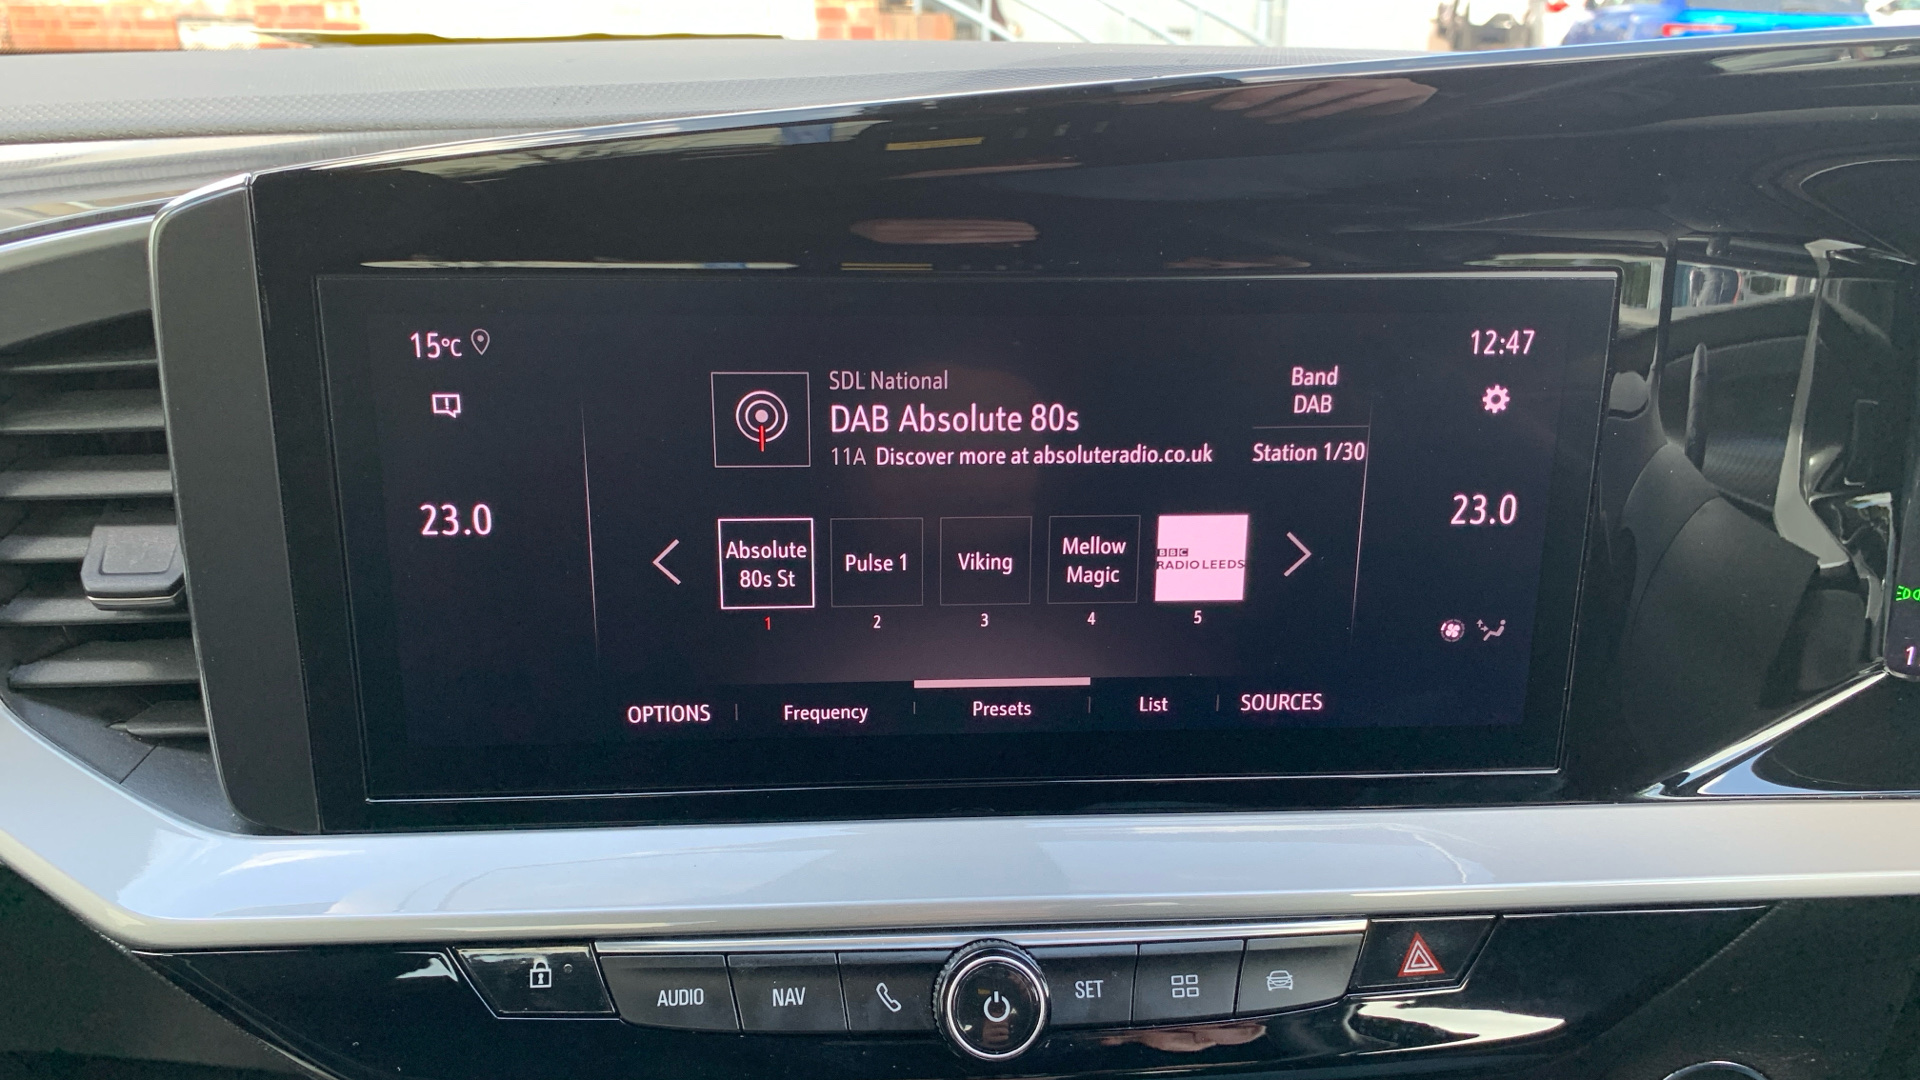 15°C
12:47
SDL National
DAB Absolute 80s
11A Discover more at absoluteradio.co.uk
Band
DAB
Station 1/30
23.0
23.0
Absolute
80s St
Pulse 1
Viking
Mellow
Magic
BBC
RADIO LEEDS
1
2
3
4
5
OPTIONS
Frequency
Presets
List
SOURCES
AUDIO
NAV
SET